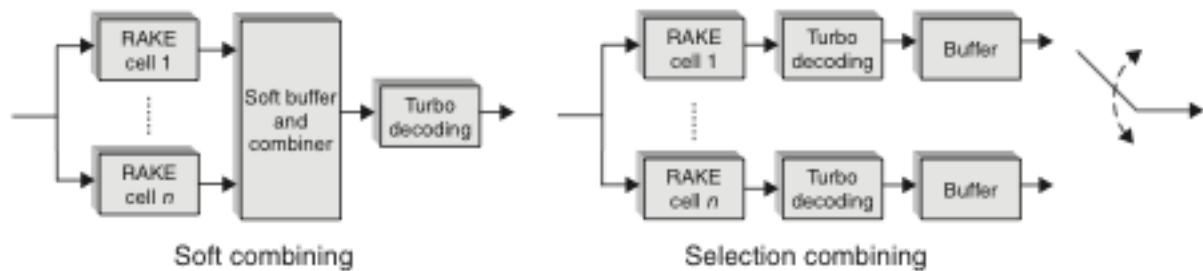 RAKE
cell 1
RAKE
cell n
Soft buffer
and
combiner
Turbo
decoding
Soft combining
RAKE
cell 1
Turbo
decoding
Buffer
RAKE
cell n
Turbo
decoding
Buffer
Selection combining